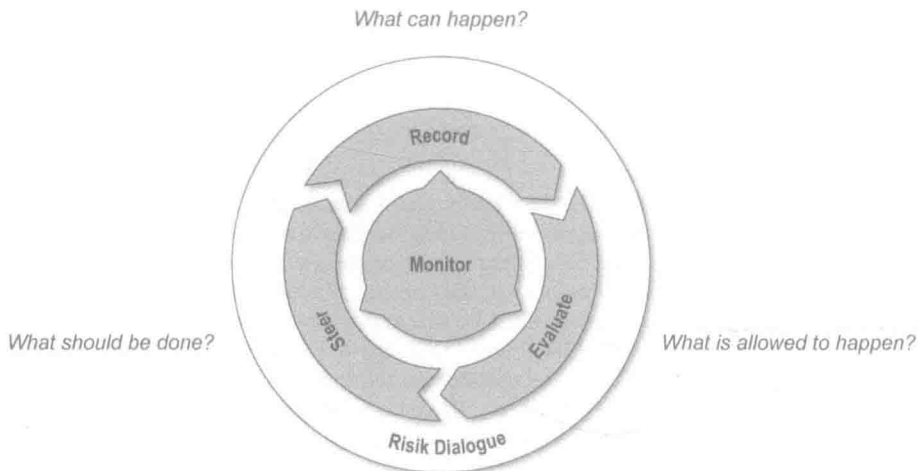 What can happen?
Record
Monitor
Steer
Evaluate
What should be done?
What is allowed to happen?
Risik Dialogue